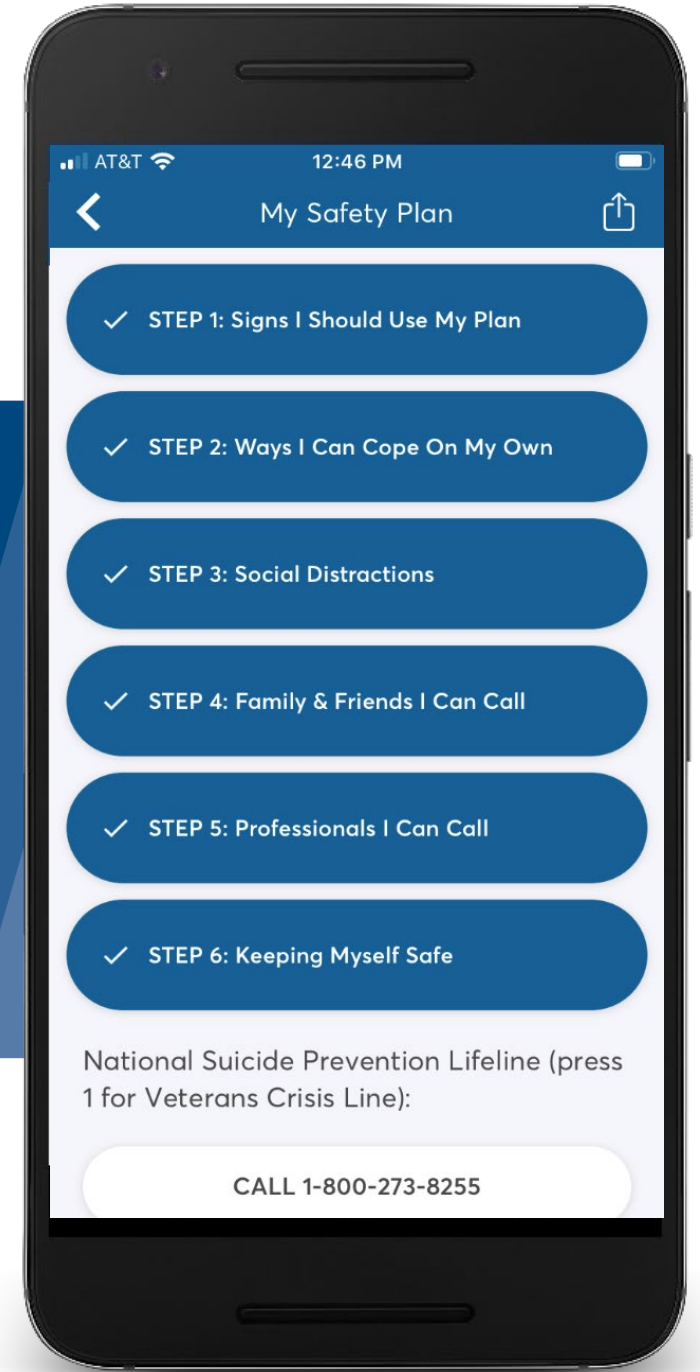 AT&T 12:46 PM
My Safety Plan
STEP 1: Signs I Should Use My Plan
STEP 2: Ways I Can Cope On My Own
STEP 3: Social Distractions
STEP 4: Family & Friends I Can Call
STEP 5: Professionals I Can Call
STEP 6: Keeping Myself Safe
National Suicide Prevention Lifeline (press
1 for Veterans Crisis Line):
CALL 1-800-273-8255